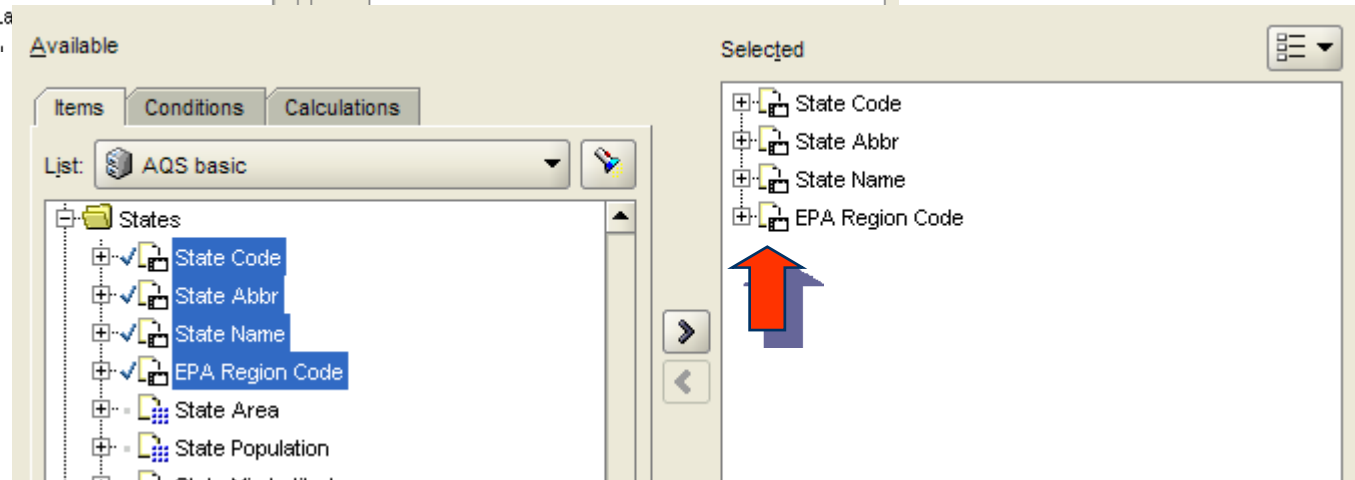 Available
Items Conditions Calculations
List: AQS basic
States
State Code
State Abbr
State Name
EPA Region Code
State Area
State Population
Selected
State Code
State Abbr
State Name
EPA Region Code